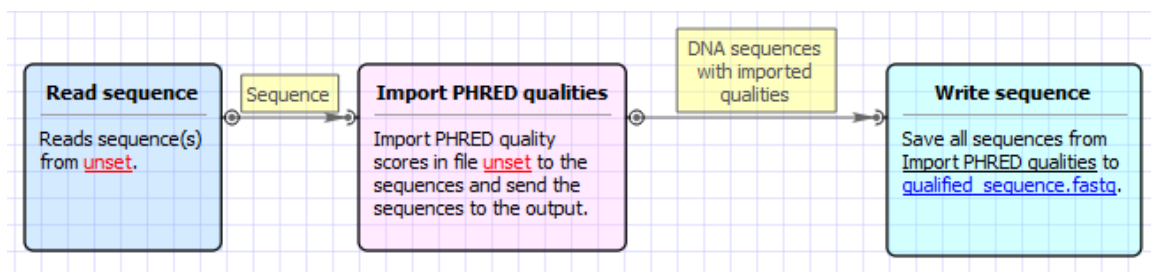 Read sequence
Reads sequence(s)
from unset.
Sequence
Import PHRED qualities
Import PHRED quality
scores in file unset to the
sequences and send the
sequences to the output.
DNA sequences
with imported
qualities
Write sequence
Save all sequences from
Import PHRED qualities to
qualified_sequence.fastq.